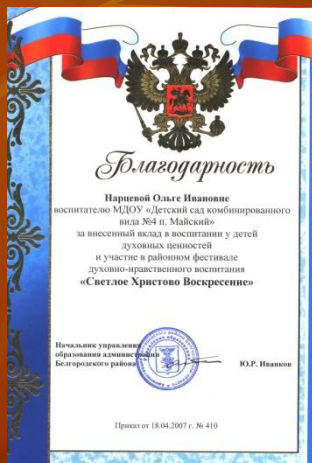 Благодарность
Нарцевой Ольге Ивановне
воспитателю МДОУ «Детский сад комбинированного
вида №4 п. Майский»
за внесенный вклад в воспитании у детей
духовных ценностей
и участие в районном фестивале
духовно-нравственного воспитания
«Светлое Христово Воскресение»
Начальник управления
образования администрации
Белгородского района
Ю.Р. Иванков
Приказ от 18.04.2007 г. № 410